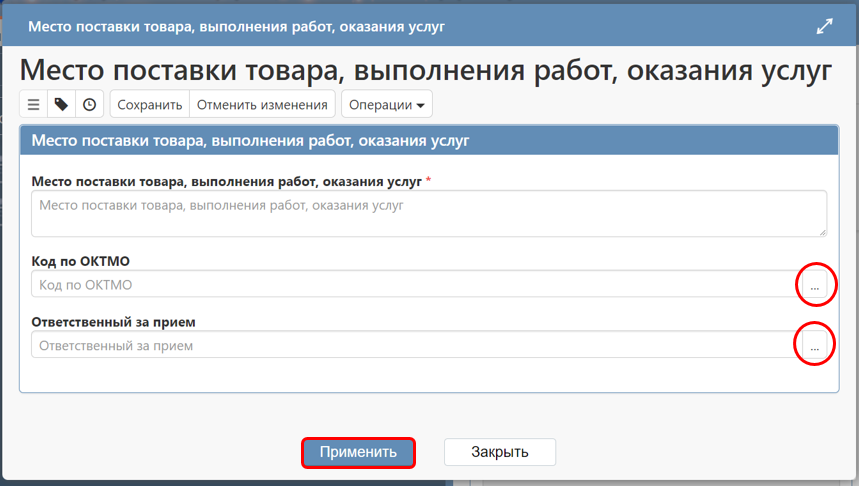 Место поставки товара, выполнения работ, оказания услуг
Место поставки товара, выполнения работ, оказания услуг
Сохранить Отменить изменения Операции
Место поставки товара, выполнения работ, оказания услуг
Место поставки товара, выполнения работ, оказания услуг *
Место поставки товара, выполнения работ, оказания услуг
Код по ОКТМО
Код по ОКТМО ...
Ответственный за прием
Ответственный за прием ...
Применить Закрыть